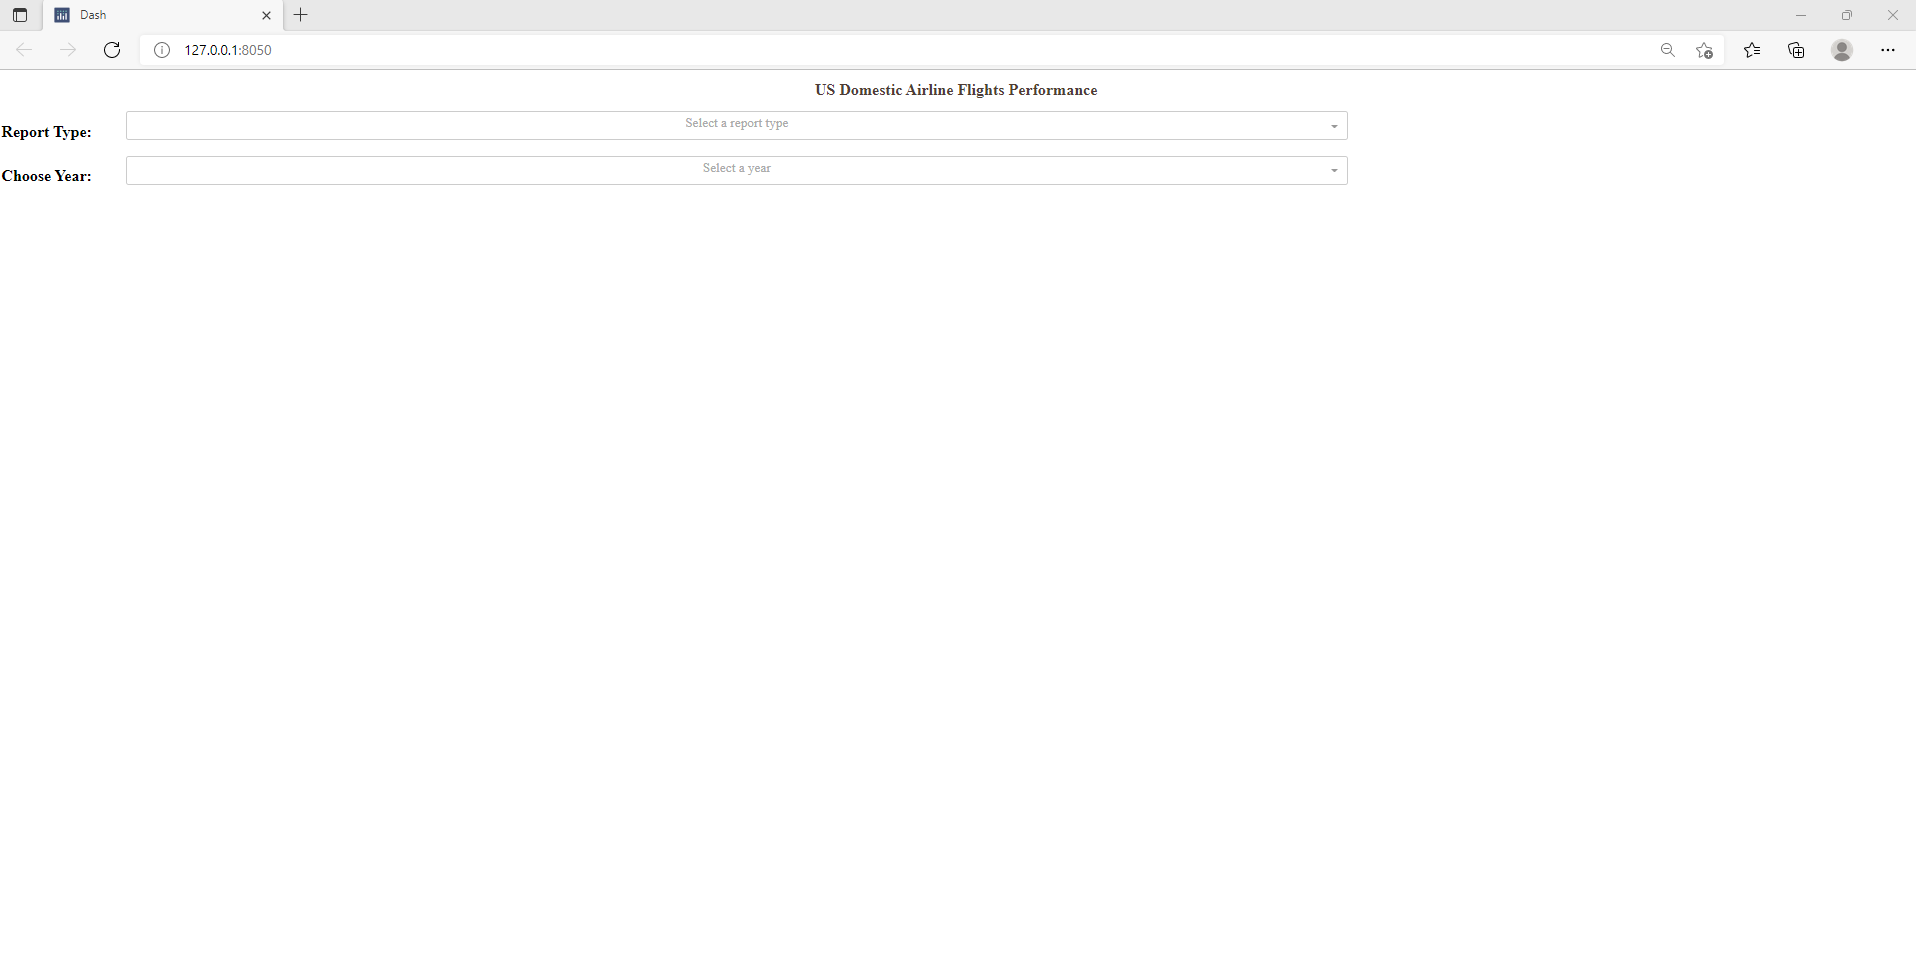 Dash
127.0.0.1:8050
US Domestic Airline Flights Performance
Report Type:
Select a report type
Choose Year:
Select a year